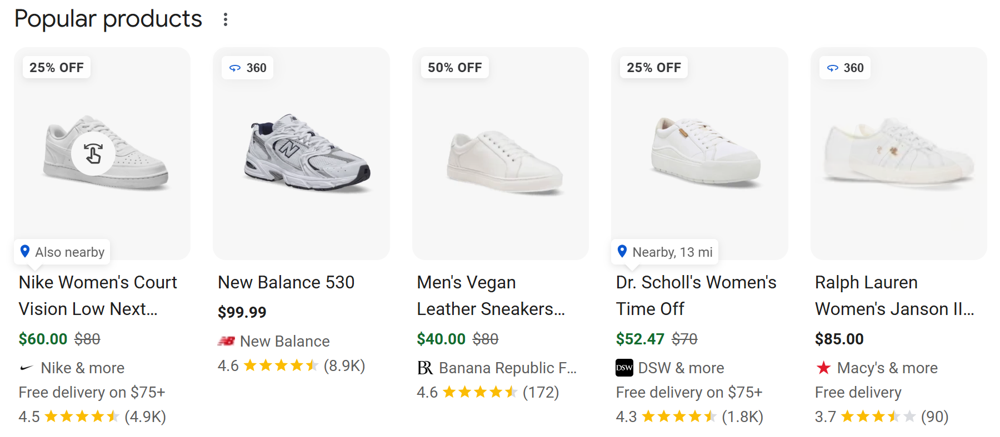 Popular products
25% OFF
Also nearby
Nike Women's Court
Vision Low Next...
$60.00 $80
Nike & more
Free delivery on $75+
4.5 (4.9K)
360
N
New Balance 530
$99.99
NB New Balance
4.6 (8.9K)
50% OFF
Men's Vegan
Leather Sneakers...
$40.00 $80
BR Banana Republic F...
4.6 (172)
25% OFF
Nearby, 13 mi
Dr. Scholl's Women's
Time Off
$52.47 $70
DSW DSW & more
Free delivery on $75+
4.3 (1.8K)
360
Ralph Lauren
Women's Janson II...
$85.00
Macy's & more
Free delivery
3.7 (90)